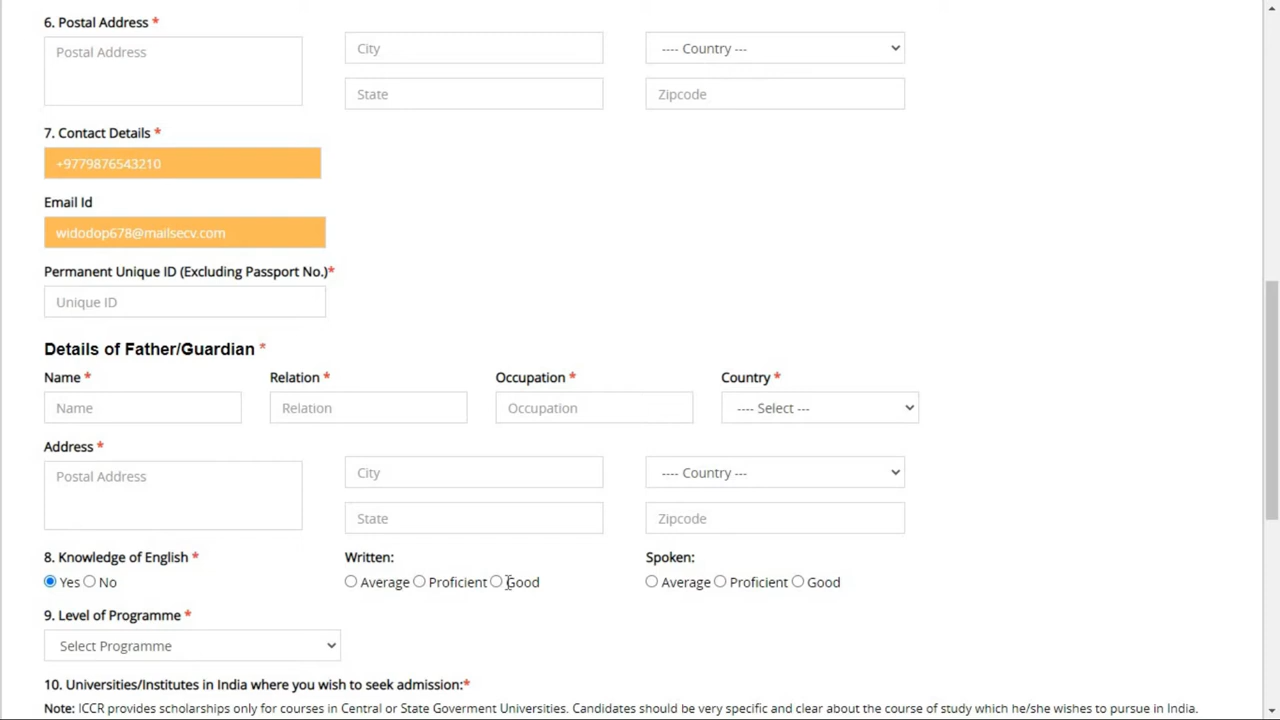 6. Postal Address *
Postal Address
City
---- Country ---
State
Zipcode
7. Contact Details *
+9779876543210
Email Id
widodop678@mailsecv.com
Permanent Unique ID (Excluding Passport No.)*
Unique ID
Details of Father/Guardian *
Name * Relation * Occupation * Country *
Name Relation Occupation ---- Select ---
Address *
Postal Address
City
---- Country ---
State
Zipcode
8. Knowledge of English * Written: Spoken:
Yes No Average Proficient Good Average Proficient Good
9. Level of Programme *
Select Programme
10. Universities/Institutes in India where you wish to seek admission:*
Note: ICCR provides scholarships only for courses in Central or State Goverment Universities. Candidates should be very specific and clear about the course of study which he/she wishes to pursue in India.